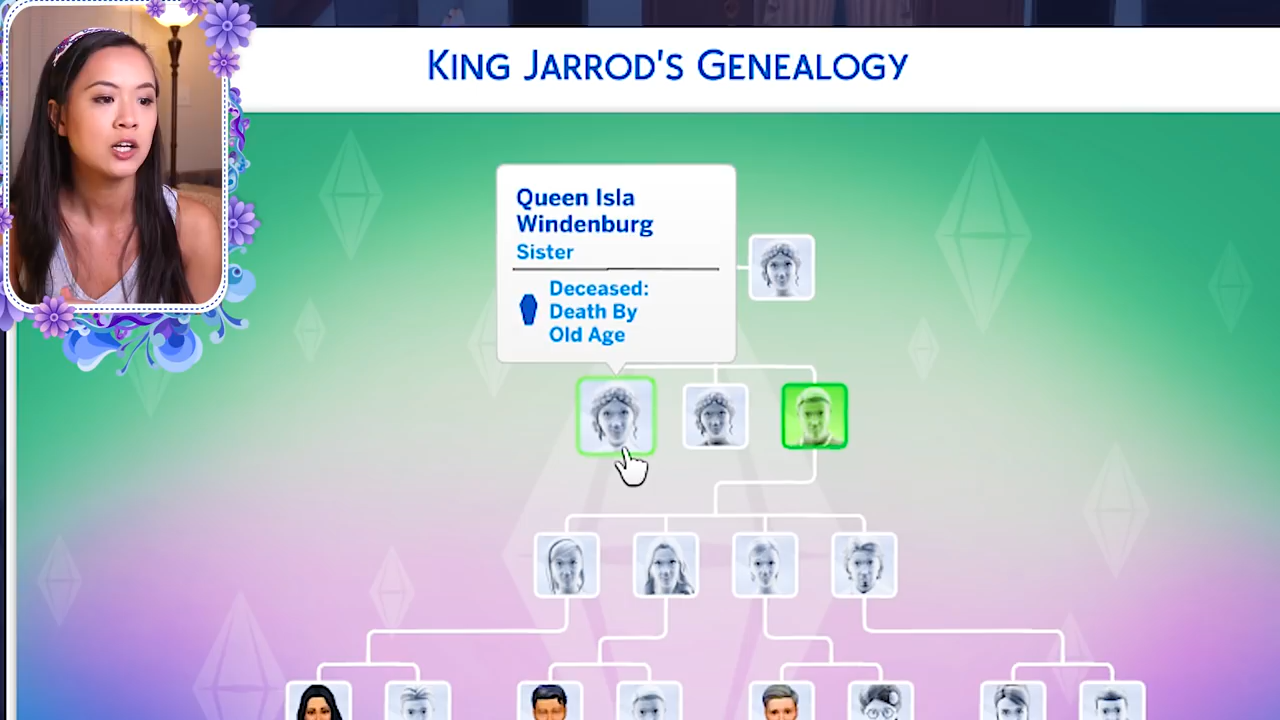 KING JARROD'S GENEALOGY
Queen Isla
Windenburg
Sister
Deceased:
Death By
Old Age